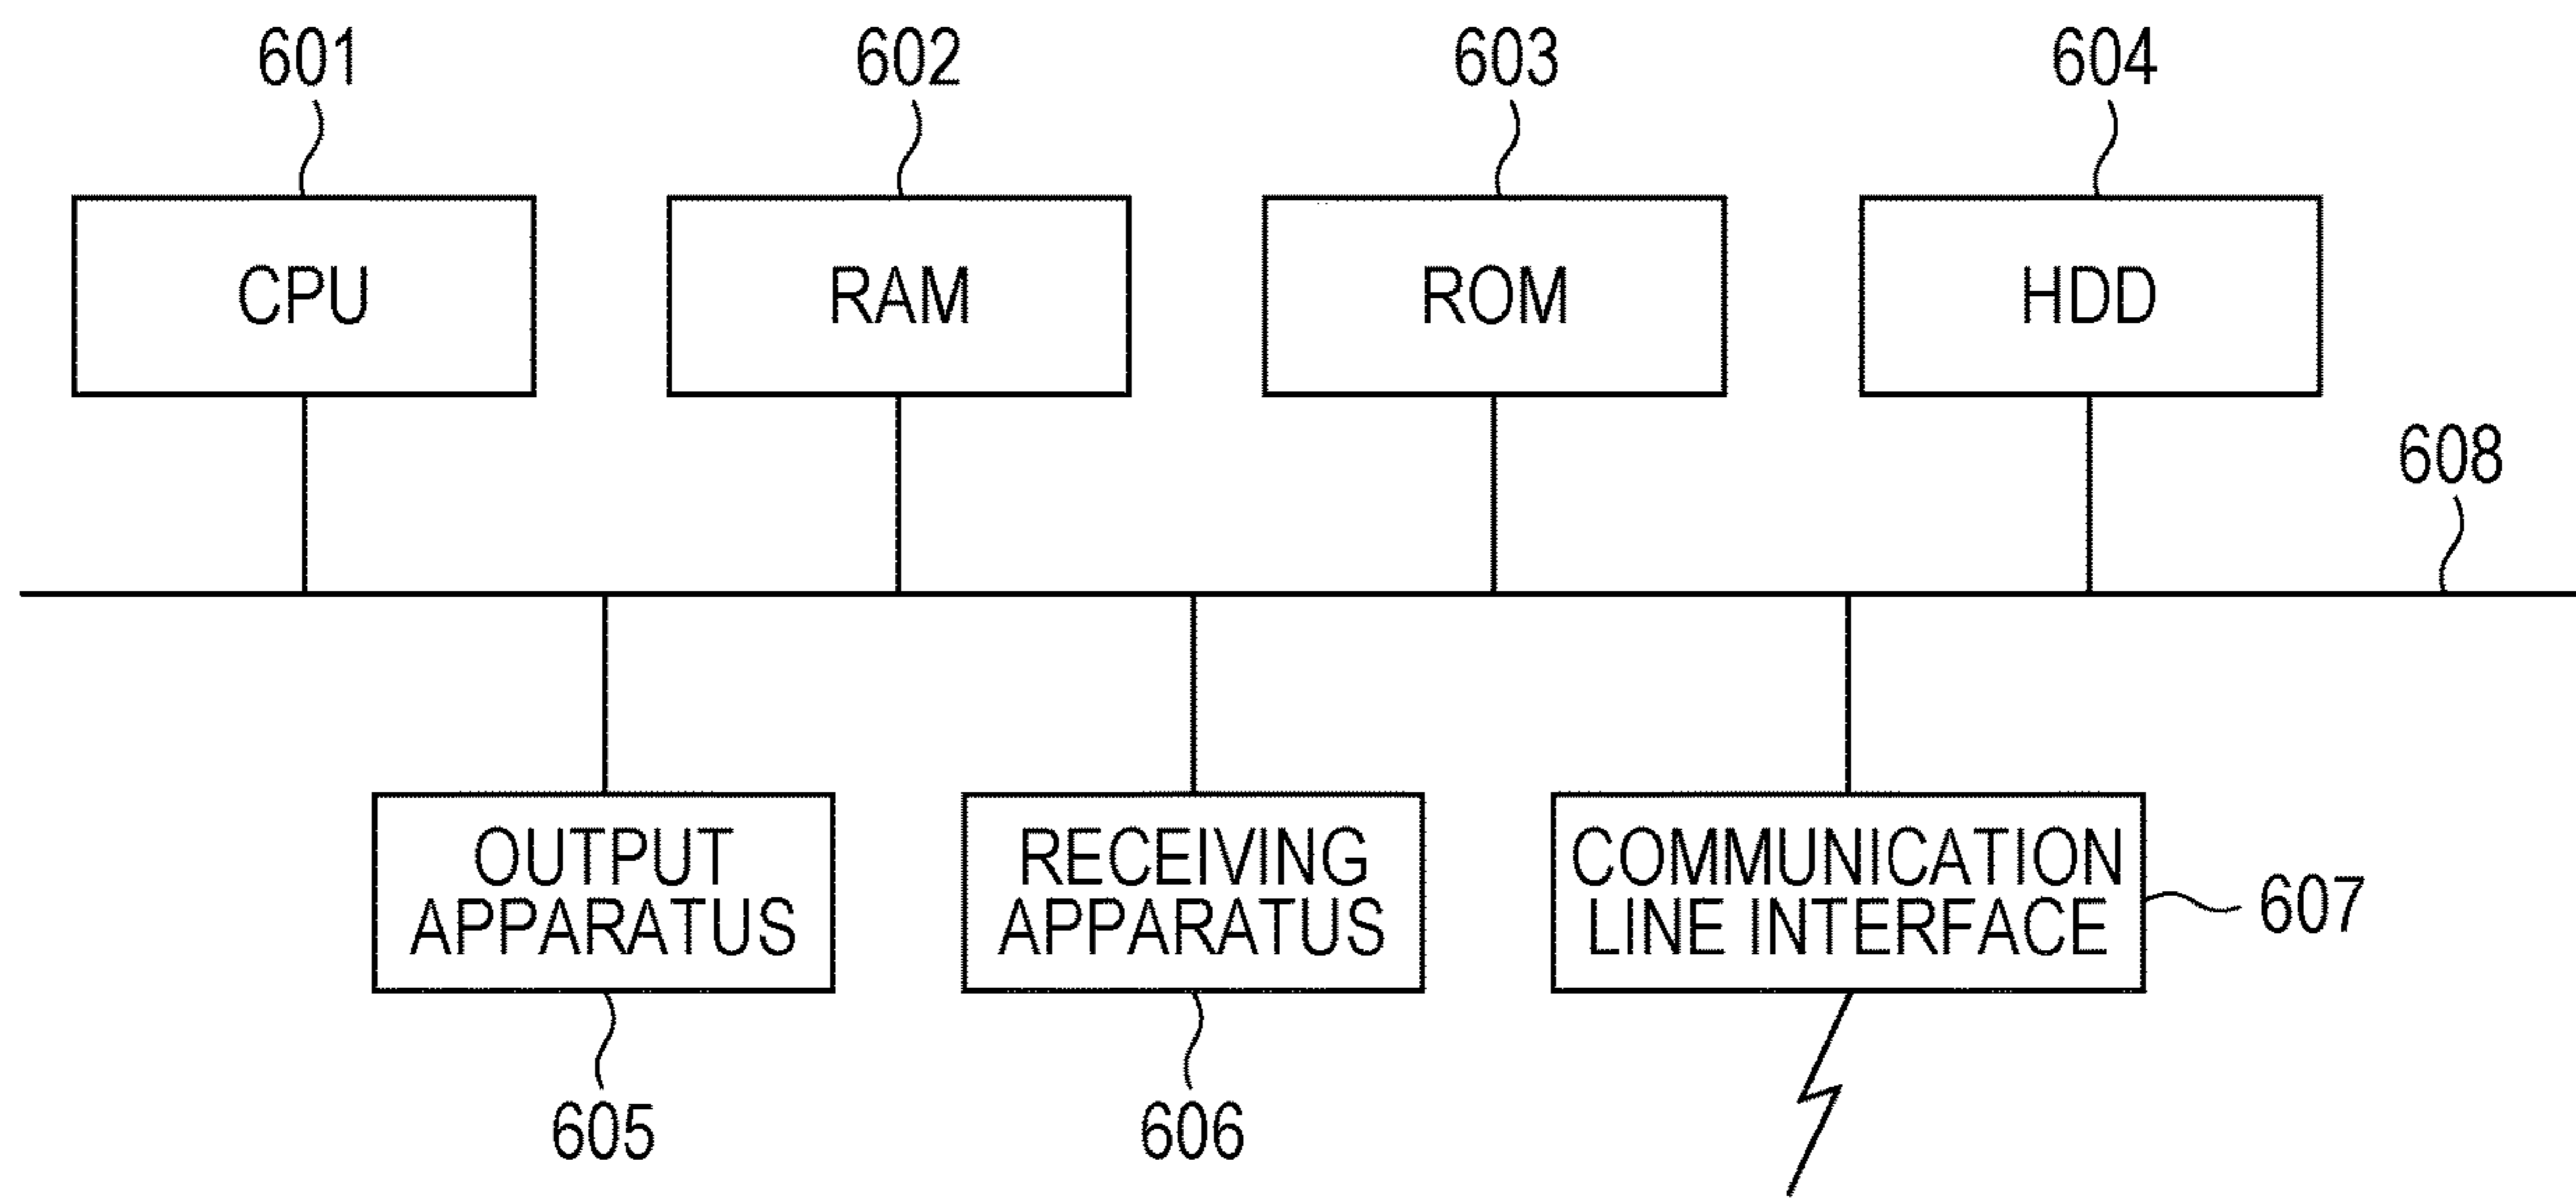 601
602
603
604
CPU
RAM
ROM
HDD
608
OUTPUT
APPARATUS
RECEIVING
APPARATUS
COMMUNICATION
LINE INTERFACE
607
605
606